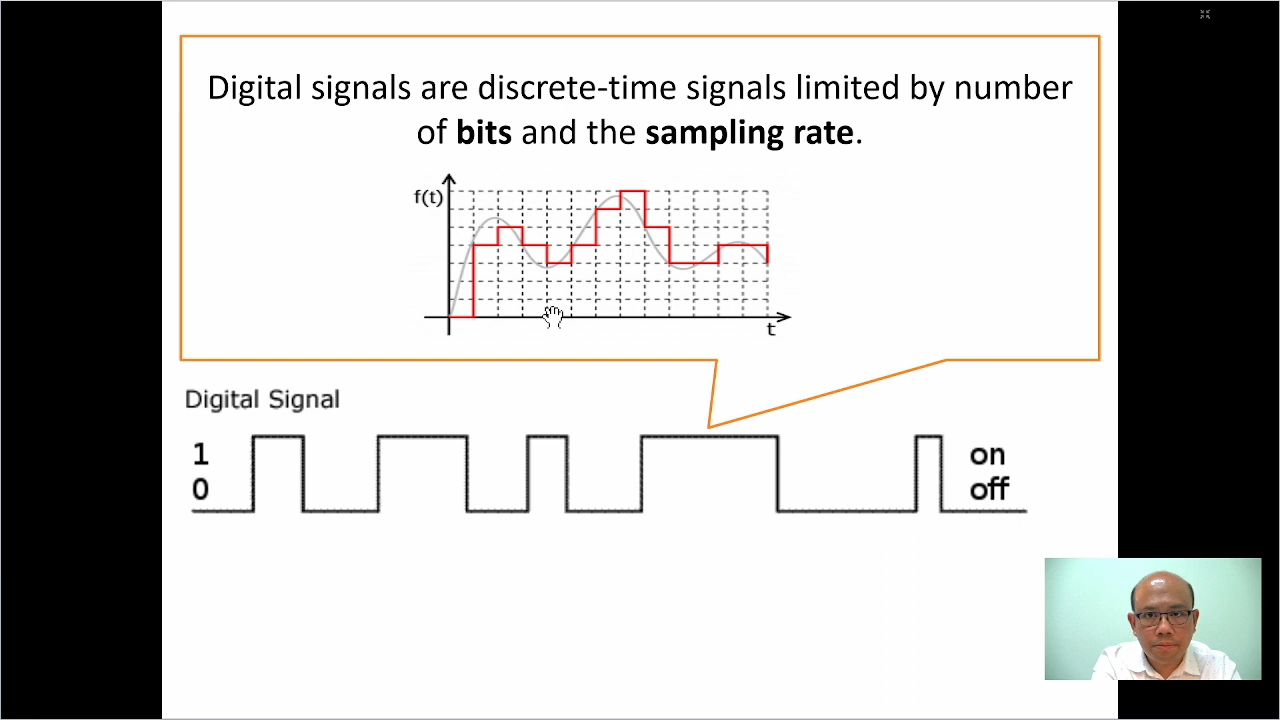 Digital signals are discrete-time signals limited by number
of bits and the sampling rate.
f(t)
t
Digital Signal
1
on
0
off